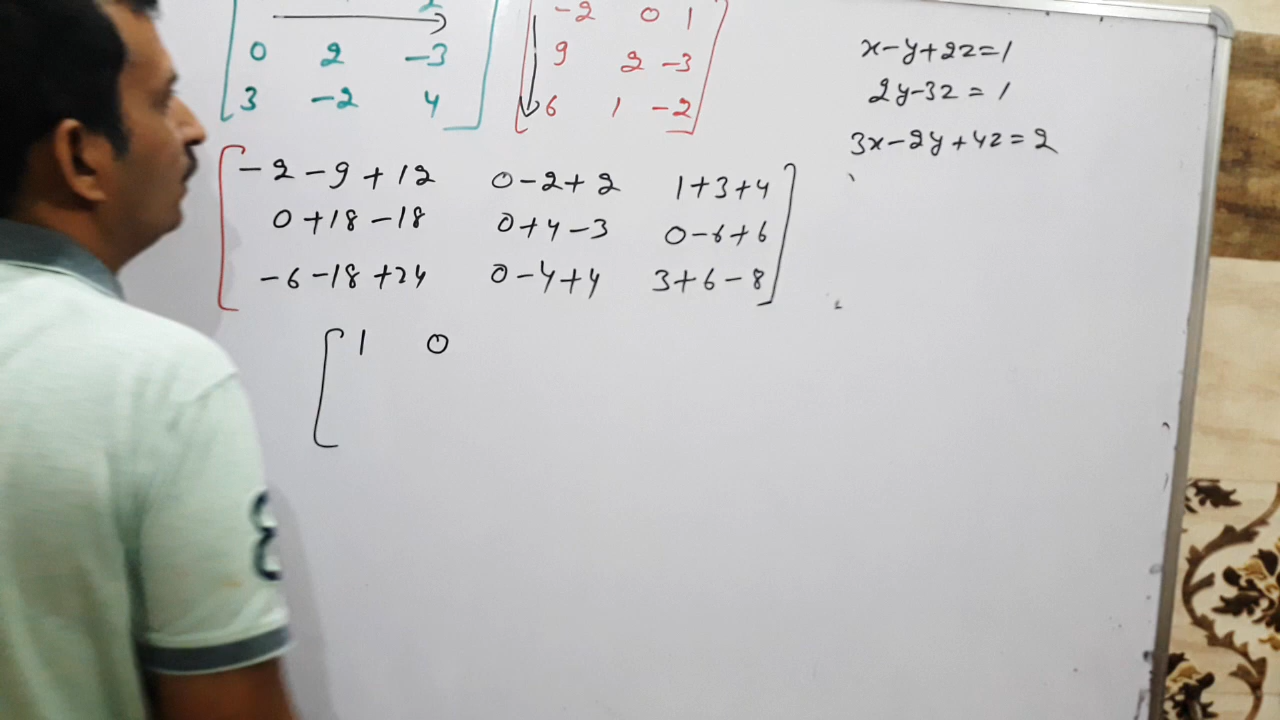 2
-2 0 1
0 2 -3
9 2 -3
3 -2 4
6 1 -2
-2-9+12 0-2+2 1+3+4
0+18-18 0+4-3 0-6+6
-6-18+24 0-4+4 3+6-8
1 0
x-y+2z=1
2y-3z=1
3x-2y+4z=2